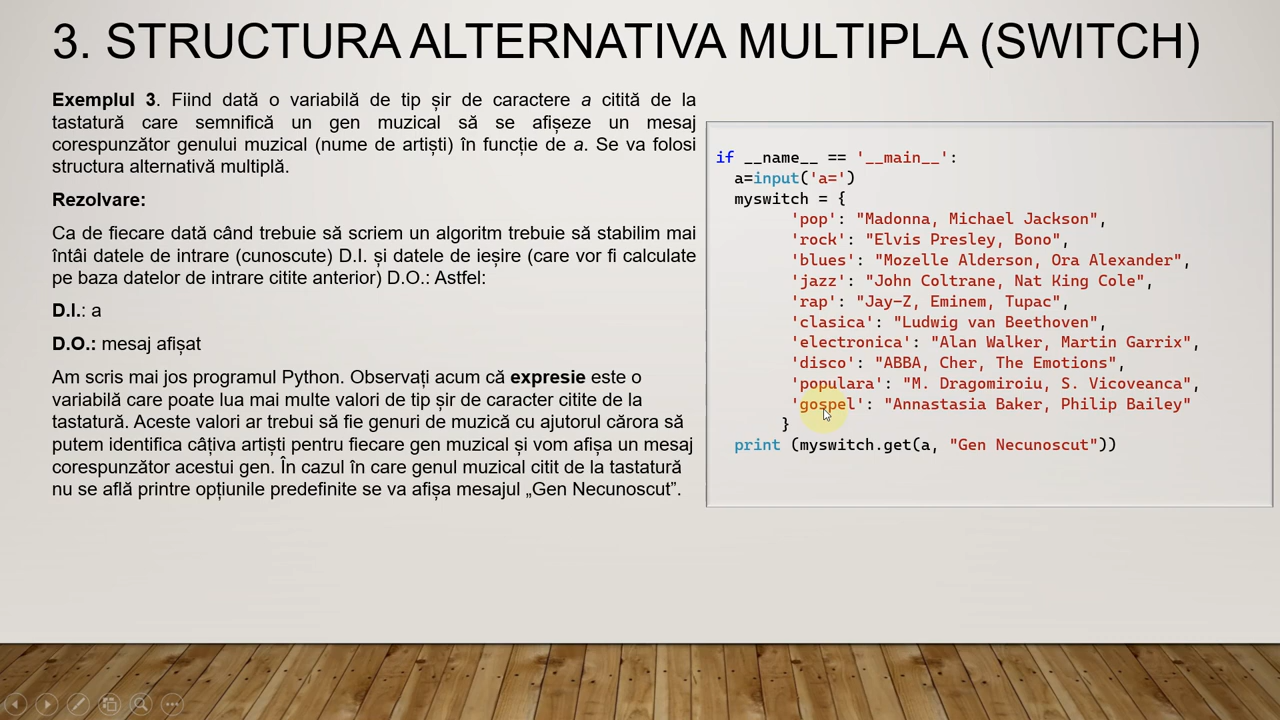 3. STRUCTURA ALTERNATIVA MULTIPLA (SWITCH)
Exemplul 3. Fiind dată o variabilă de tip șir de caractere a citită de la
tastatură care semnifică un gen muzical să se afișeze un mesaj
corespunzător genului muzical (nume de artiști) în funcție de a. Se va folosi
structura alternativă multiplă.
Rezolvare:
Ca de fiecare dată când trebuie să scriem un algoritm trebuie să stabilim mai
întâi datele de intrare (cunoscute) D.I. și datele de ieșire (care vor fi calculate
pe baza datelor de intrare citite anterior) D.O.: Astfel:
D.I.: a
D.O.: mesaj afișat
Am scris mai jos programul Python. Observați acum că expresie este o
variabilă care poate lua mai multe valori de tip șir de caracter citite de la
tastatură. Aceste valori ar trebui să fie genuri de muzică cu ajutorul cărora să
putem identifica câțiva artiști pentru fiecare gen muzical și vom afișa un mesaj
corespunzător acestui gen. În cazul în care genul muzical citit de la tastatură
nu se află printre opțiunile predefinite se va afișa mesajul „Gen Necunoscut”.
if __name__ == '__main__':
a=input('a=')
myswitch = {
'pop': "Madonna, Michael Jackson",
'rock': "Elvis Presley, Bono",
'blues': "Mozelle Alderson, Ora Alexander",
'jazz': "John Coltrane, Nat King Cole",
'rap': "Jay-Z, Eminem, Tupac",
'clasica': "Ludwig van Beethoven",
'electronica': "Alan Walker, Martin Garrix",
'disco': "ABBA, Cher, The Emotions",
'populara': "M. Dragomiroiu, S. Vicoveanca",
'gospel': "Annastasia Baker, Philip Bailey"
}
print (myswitch.get(a, "Gen Necunoscut"))